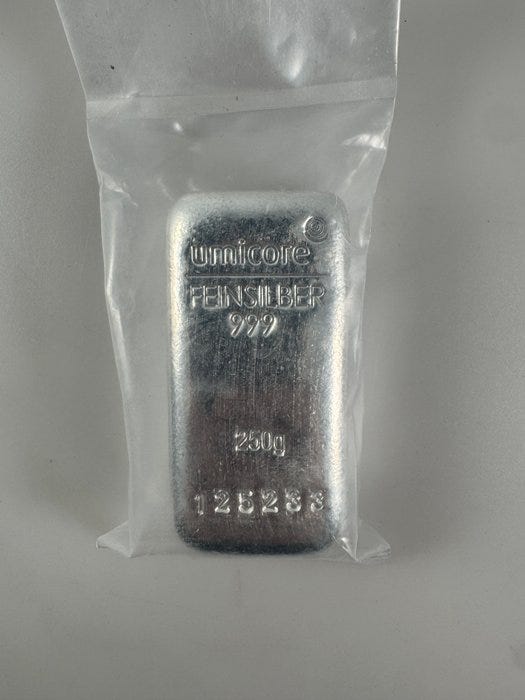 umicore
FEINSILBER
999
250g
125233